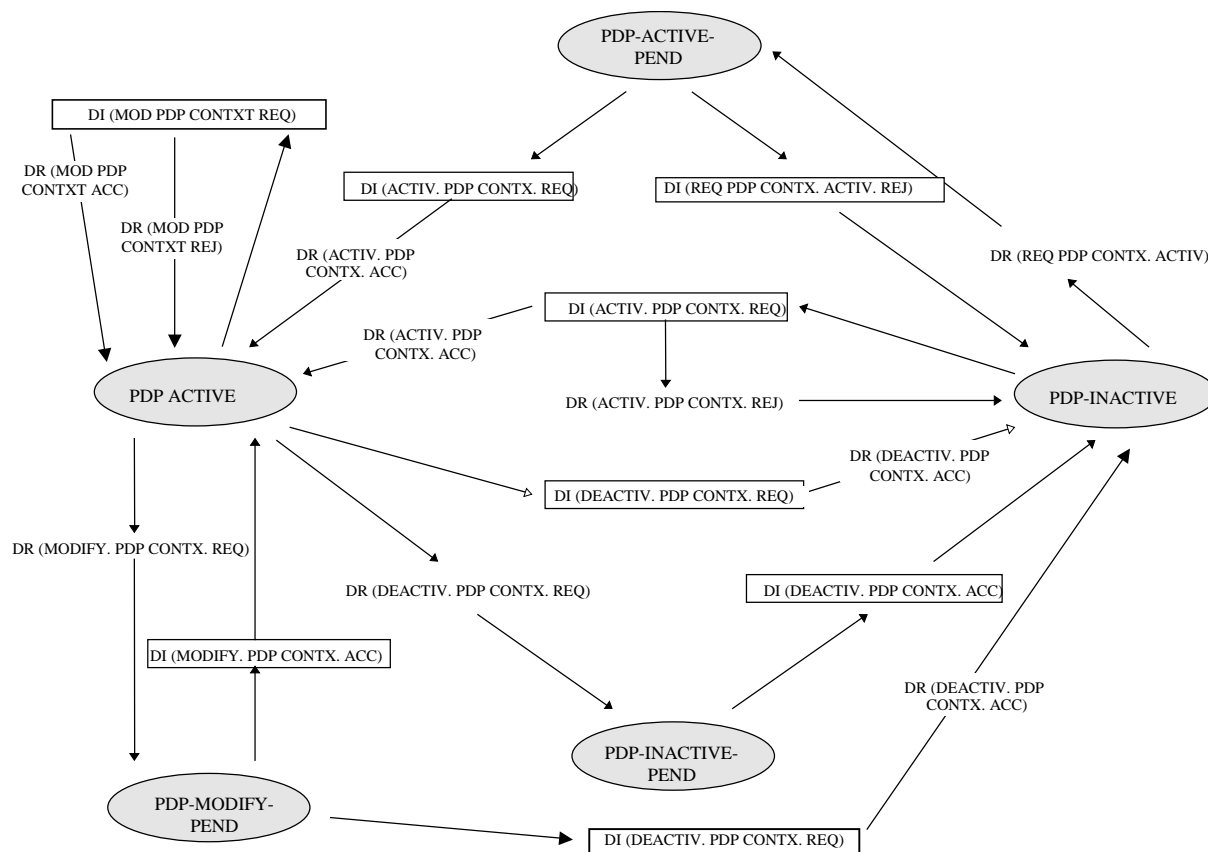 PDP-ACTIVE-
PEND
DI (MOD PDP CONTXT REQ)
DR (MOD PDP
CONTXT ACC)
DI (ACTIV. PDP CONTX. REQ)
DI (REQ PDP CONTX. ACTIV. REJ)
DR (MOD PDP
CONTXT REJ)
DR (ACTIV. PDP
CONTX. ACC)
DR (REQ PDP CONTX. ACTIV)
DI (ACTIV. PDP CONTX. REQ)
DR (ACTIV. PDP
CONTX. ACC)
PDP ACTIVE
PDP-INACTIVE
DR (ACTIV. PDP CONTX. REJ)
DR (DEACTIV. PDP
CONTX. ACC)
DI (DEACTIV. PDP CONTX. REQ)
DR (MODIFY. PDP CONTX. REQ)
DR (DEACTIV. PDP CONTX. REQ)
DI (DEACTIV. PDP CONTX. ACC)
DI (MODIFY. PDP CONTX. ACC)
DR (DEACTIV. PDP
CONTX. ACC)
PDP-INACTIVE-
PEND
PDP-MODIFY-
PEND
DI (DEACTIV. PDP CONTX. REQ)